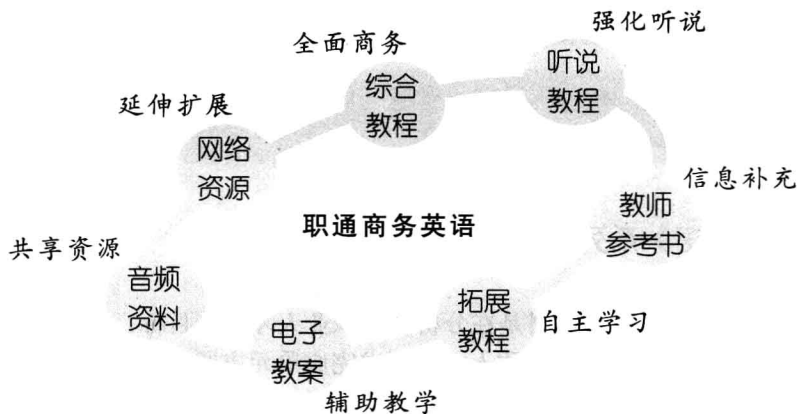 强化听说
全面商务
听说
教程
综合
教程
延伸扩展
网络
资源
信息补充
教师
参考书
职通商务英语
共享资源
音频
资料
拓展
教程
自主学习
电子
教案
辅助教学